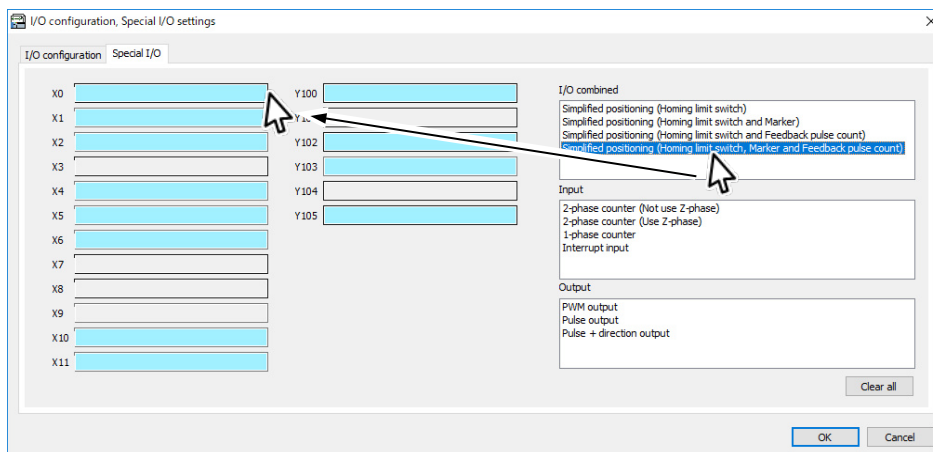 I/O configuration, Special I/O settings
I/O configuration Special I/O
X0
X1
X2
X3
X4
X5
X6
X7
X8
X9
X10
X11
Y100
Y102
Y103
Y104
Y105
I/O combined
Simplified positioning (Homing limit switch)
Simplified positioning (Homing limit switch and Marker)
Simplified positioning (Homing limit switch and Feedback pulse count)
Simplified positioning (Homing limit switch, Marker and Feedback pulse count)
Input
2-phase counter (Not use Z-phase)
2-phase counter (Use Z-phase)
1-phase counter
Interrupt input
Output
PWM output
Pulse output
Pulse + direction output
Clear all
OK Cancel